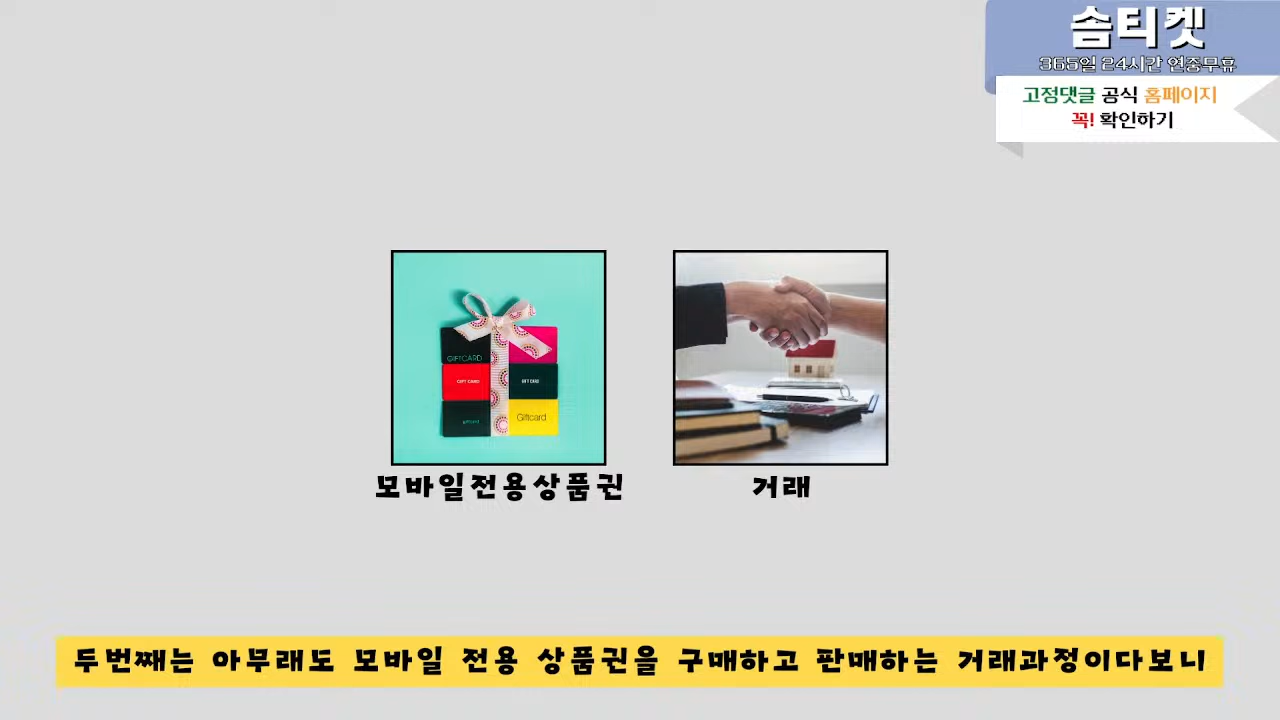 솜티켓
365일 24시간 연중무휴
고정댓글 공식 홈페이지
꼭! 확인하기
GIFTCARD
GIFT CARD
GIFT CARD
giftcard
Giftcard
모바일전용상품권
거래
두번째는 아무래도 모바일 전용 상품권을 구매하고 판매하는 거래과정이다보니